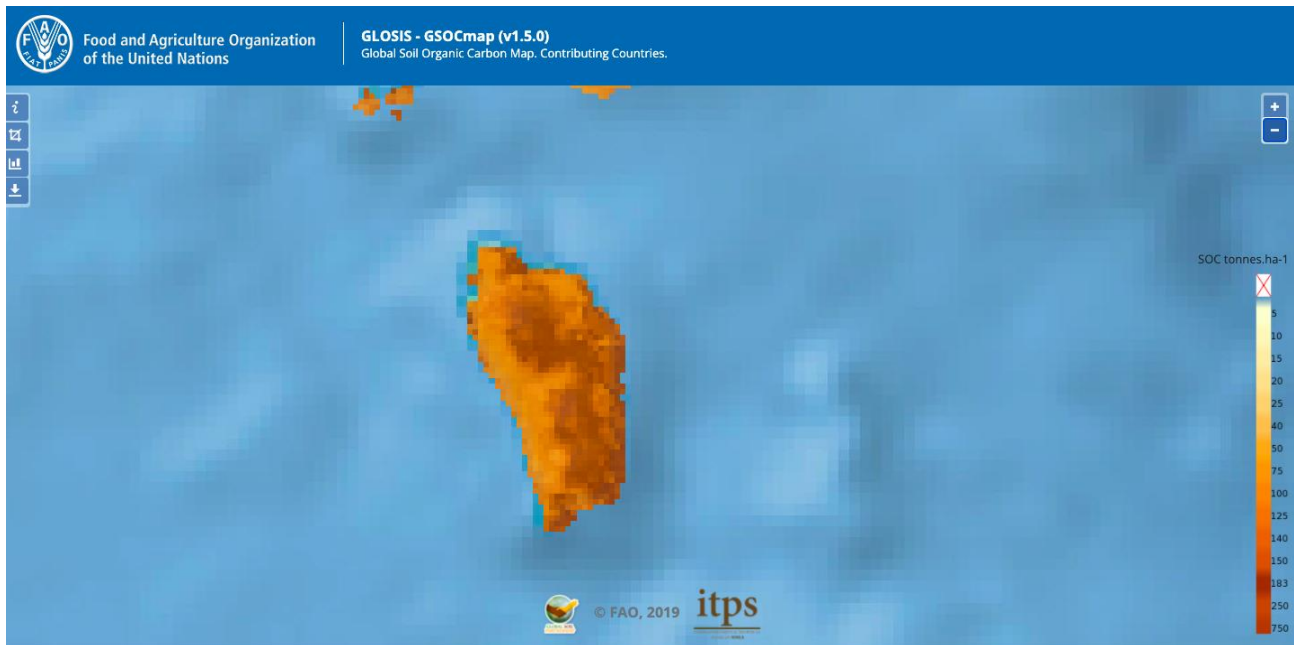 Food and Agriculture Organization
of the United Nations
GLOSIS - GSOCmap (v1.5.0)
Global Soil Organic Carbon Map. Contributing Countries.
i
+
−
SOC tonnes.ha-1
5
10
15
20
25
40
50
75
100
125
140
150
183
250
750
© FAO, 2019
itps